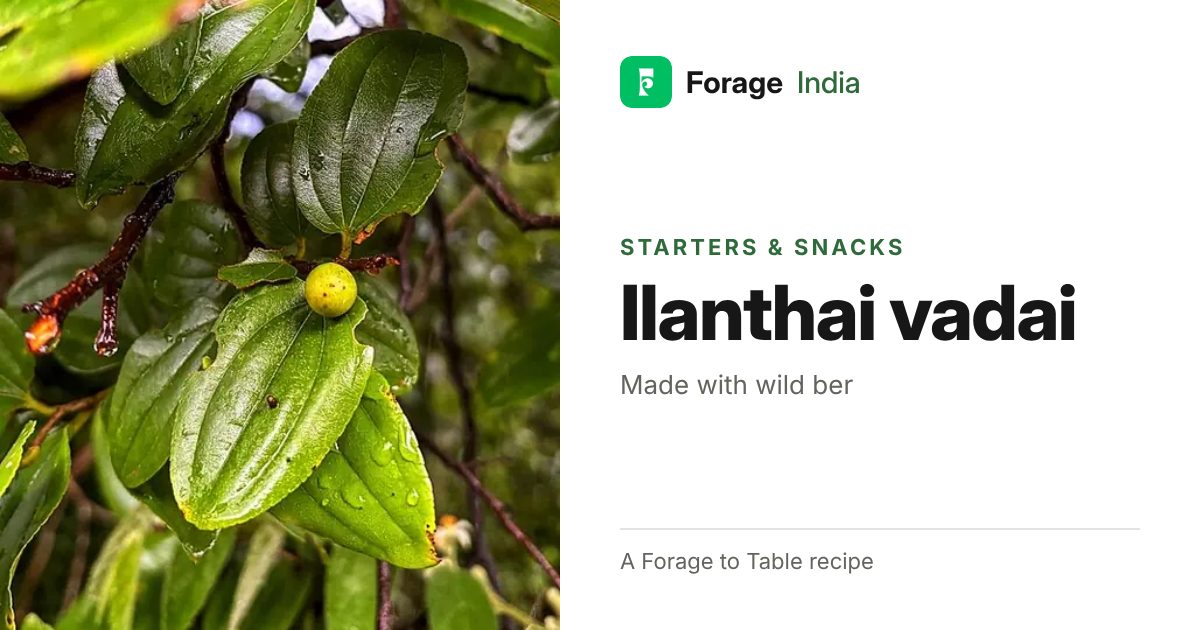 Forage India
STARTERS & SNACKS
Ilanthai vadai
Made with wild ber
A Forage to Table recipe